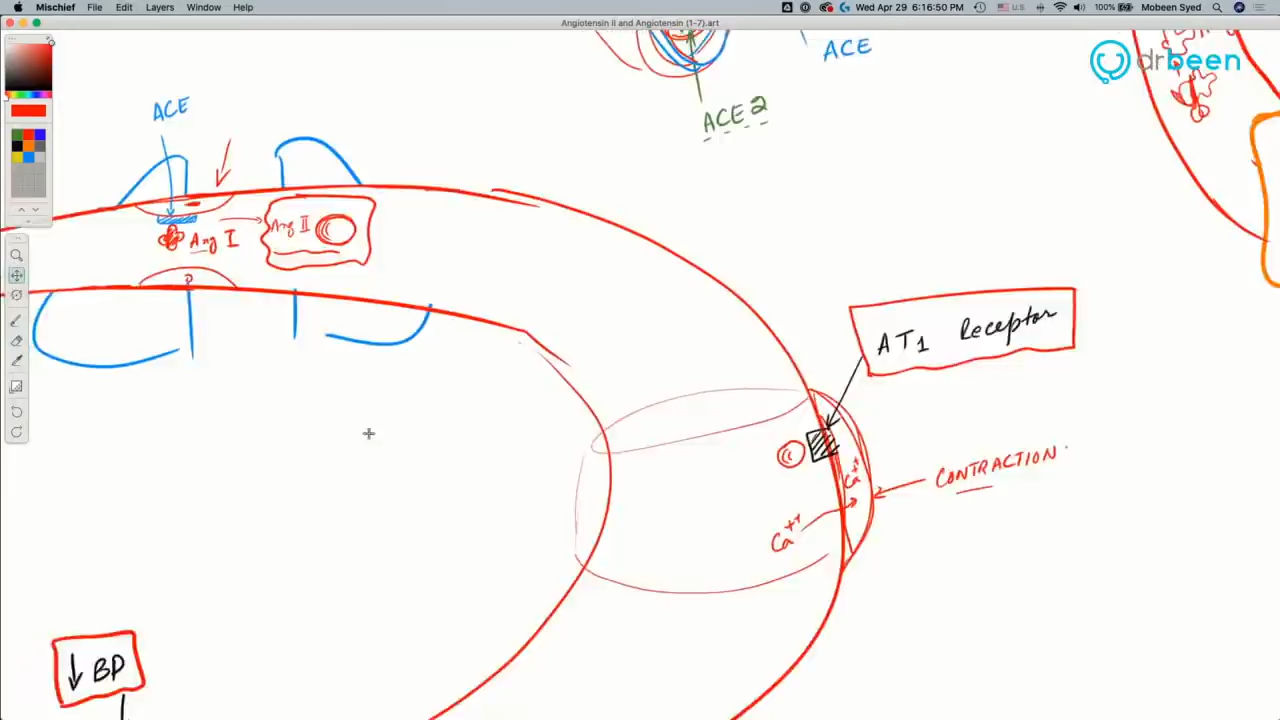 Mischief File Edit Layers Window Help
100% Wed Apr 29 6:16:50 PM Mobeen Syed
Angiotensin ii and Angiotensin (1-7).art
drbeen
ACE
ACE 2
ACE
Ang I
Ang II
AT1 Receptor
Ca++
CONTRACTION
Ca++
↓ BP